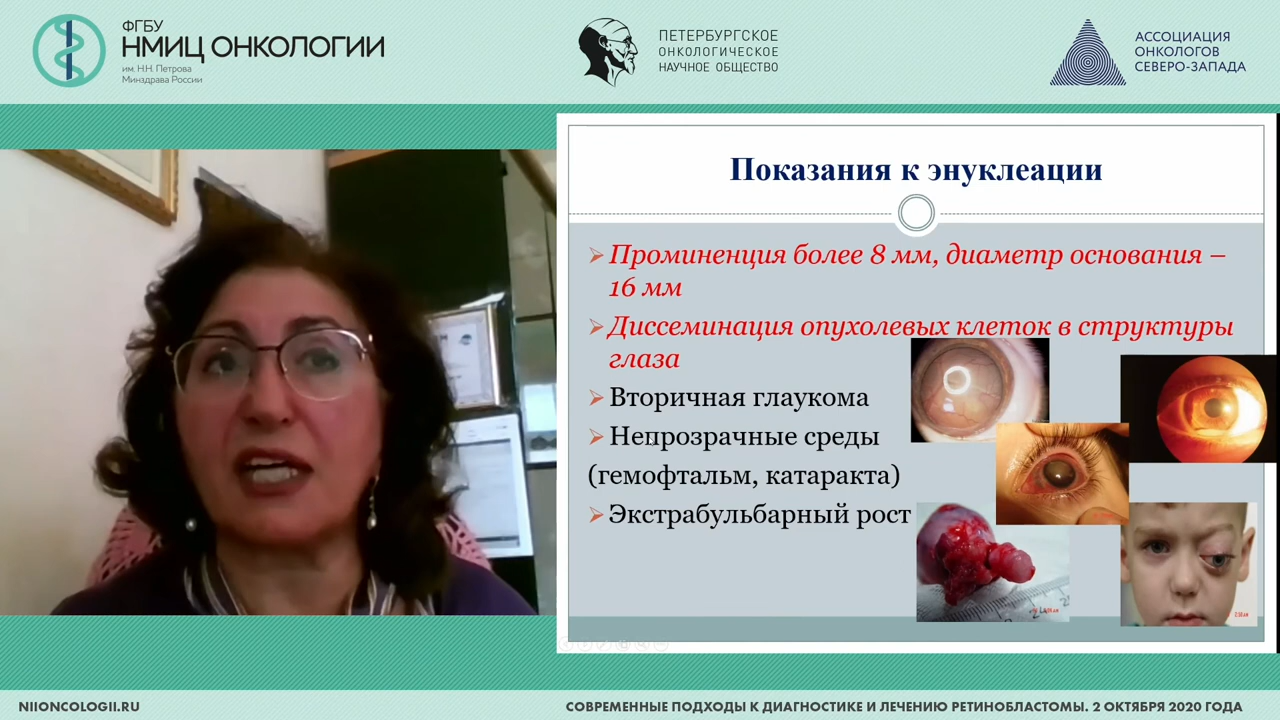 ФГБУ
НМИЦ ОНКОЛОГИИ
им. Н.Н. Петрова
Минздрава России
ПЕТЕРБУРГСКОЕ
ОНКОЛОГИЧЕСКОЕ
НАУЧНОЕ ОБЩЕСТВО
АССОЦИАЦИЯ
ОНКОЛОГОВ
СЕВЕРО-ЗАПАДА
Показания к энуклеации
Проминенция более 8 мм, диаметр основания –
16 мм
Диссеминация опухолевых клеток в структуры
глаза
Вторичная глаукома
Непрозрачные среды
(гемофтальм, катаракта)
Экстрабульбарный рост
NIIONCOLOGII.RU
СОВРЕМЕННЫЕ ПОДХОДЫ К ДИАГНОСТИКЕ И ЛЕЧЕНИЮ РЕТИНОБЛАСТОМЫ. 2 ОКТЯБРЯ 2020 ГОДА